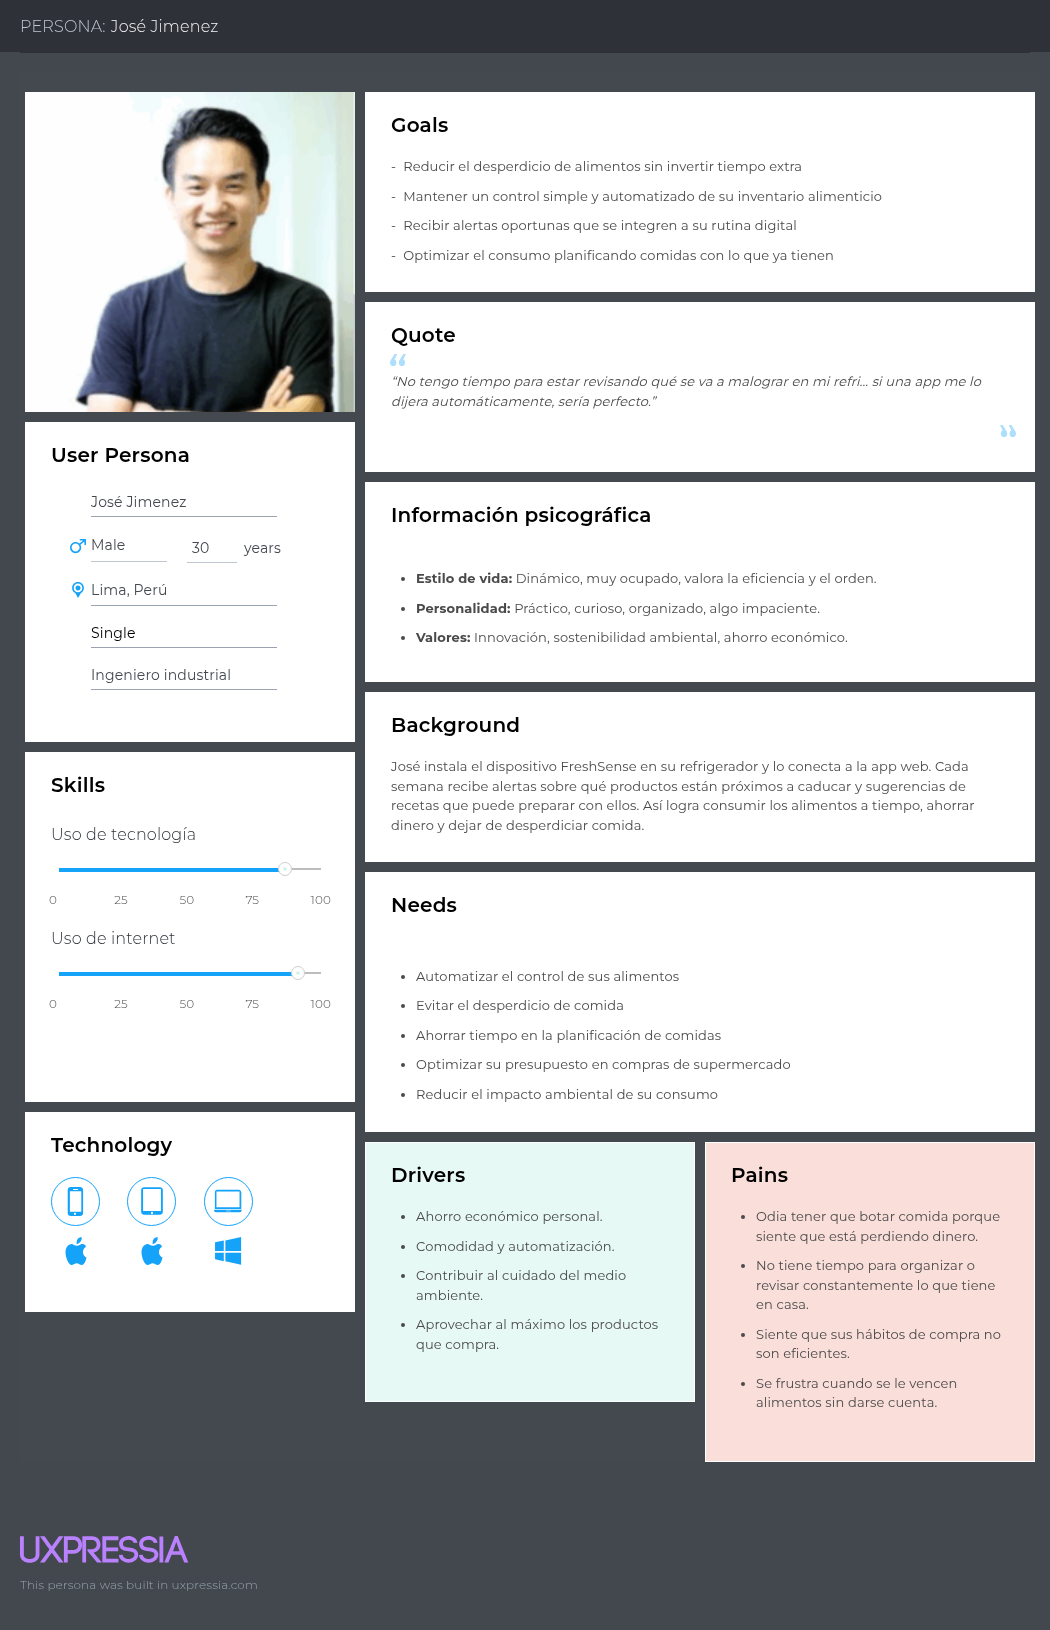 PERSONA: José Jimenez
Goals
- Reducir el desperdicio de alimentos sin invertir tiempo extra
- Mantener un control simple y automatizado de su inventario alimenticio
- Recibir alertas oportunas que se integren a su rutina digital
- Optimizar el consumo planificando comidas con lo que ya tienen
Quote
“No tengo tiempo para estar revisando qué se va a malograr en mi refri... si una app me lo
dijera automáticamente, sería perfecto.”
User Persona
José Jimenez
Male 30 years
Lima, Perú
Single
Ingeniero industrial
Información psicográfica
• Estilo de vida: Dinámico, muy ocupado, valora la eficiencia y el orden.
• Personalidad: Práctico, curioso, organizado, algo impaciente.
• Valores: Innovación, sostenibilidad ambiental, ahorro económico.
Background
José instala el dispositivo FreshSense en su refrigerador y lo conecta a la app web. Cada
semana recibe alertas sobre qué productos están próximos a caducar y sugerencias de
recetas que puede preparar con ellos. Así logra consumir los alimentos a tiempo, ahorrar
dinero y dejar de desperdiciar comida.
Skills
Uso de tecnología
0 25 50 75 100
Uso de internet
0 25 50 75 100
Needs
• Automatizar el control de sus alimentos
• Evitar el desperdicio de comida
• Ahorrar tiempo en la planificación de comidas
• Optimizar su presupuesto en compras de supermercado
• Reducir el impacto ambiental de su consumo
Technology
Drivers
• Ahorro económico personal.
• Comodidad y automatización.
• Contribuir al cuidado del medio
ambiente.
• Aprovechar al máximo los productos
que compra.
Pains
• Odia tener que botar comida porque
siente que está perdiendo dinero.
• No tiene tiempo para organizar o
revisar constantemente lo que tiene
en casa.
• Siente que sus hábitos de compra no
son eficientes.
• Se frustra cuando se le vencen
alimentos sin darse cuenta.
UXPRESSIA
This persona was built in uxpressia.com